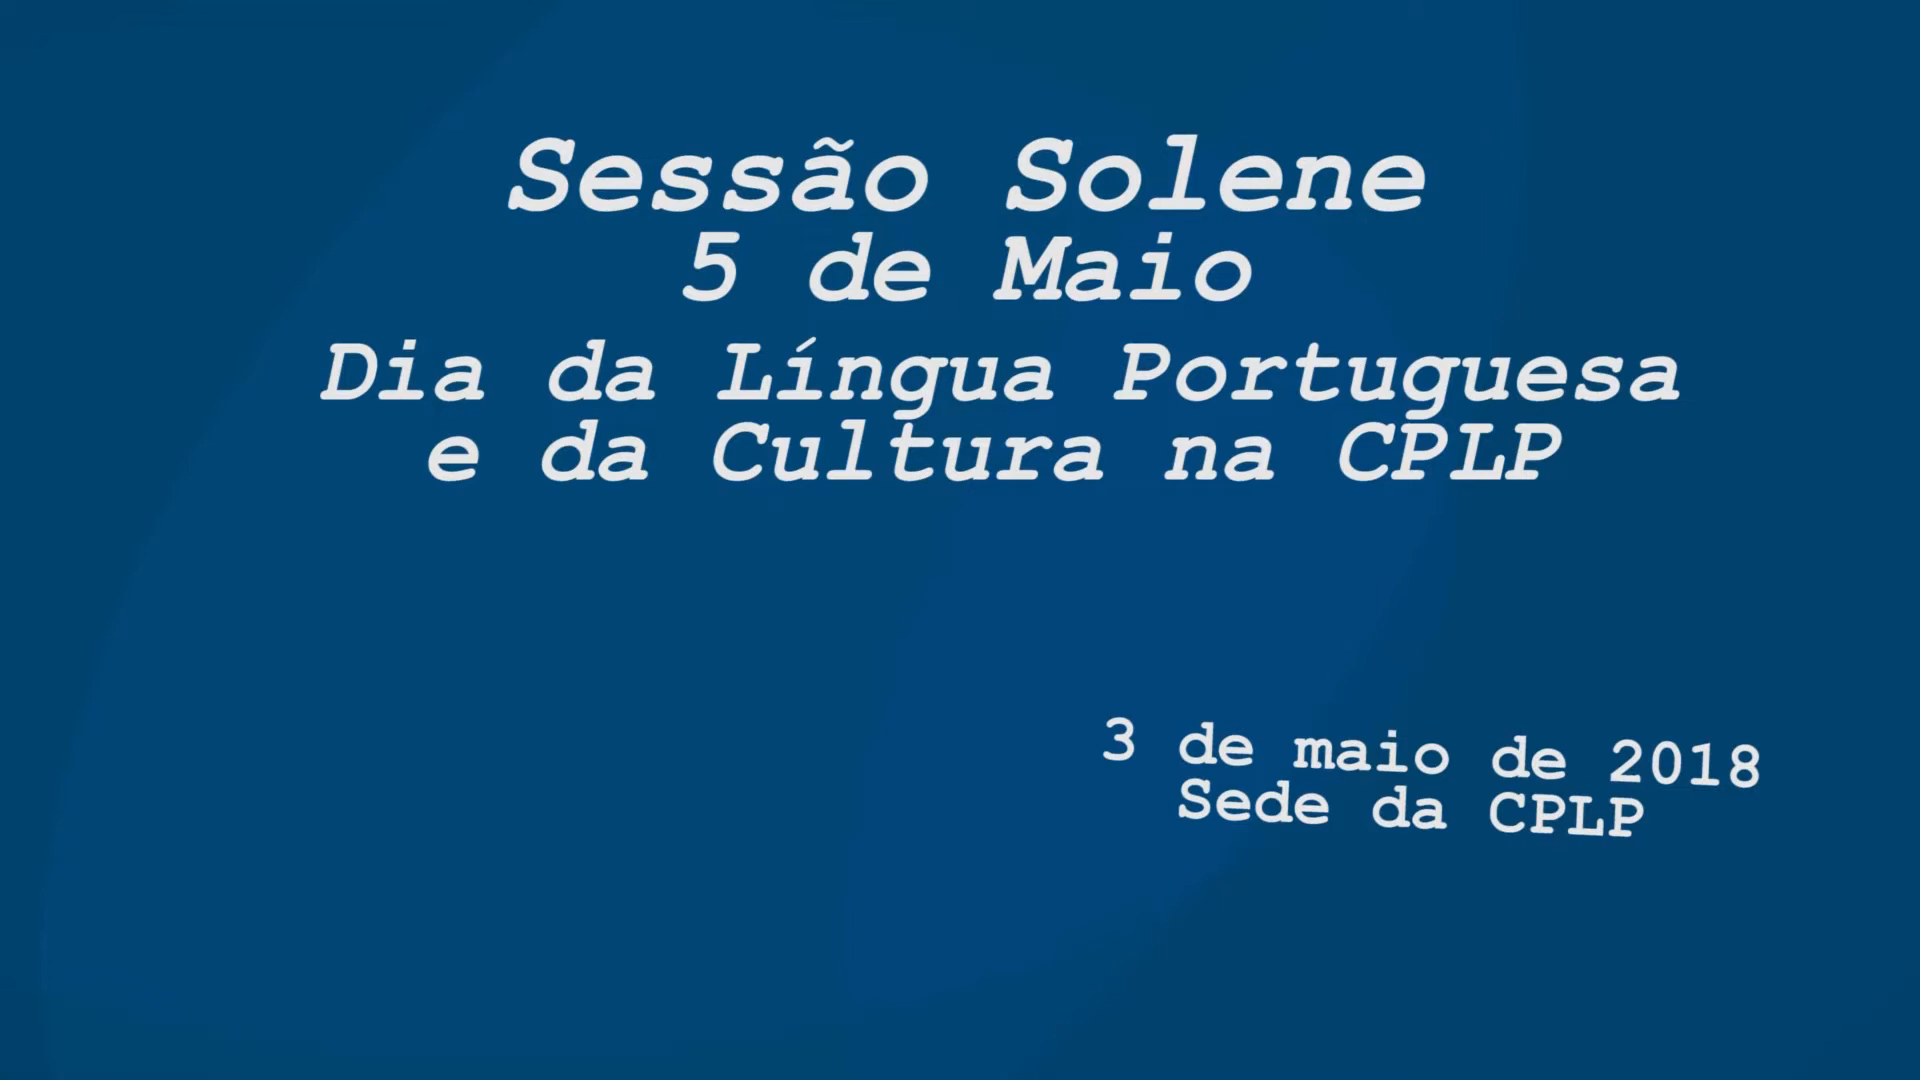 Sessão Solene
5 de Maio
Dia da Língua Portuguesa
e da Cultura na CPLP
3 de maio de 2018
Sede da CPLP